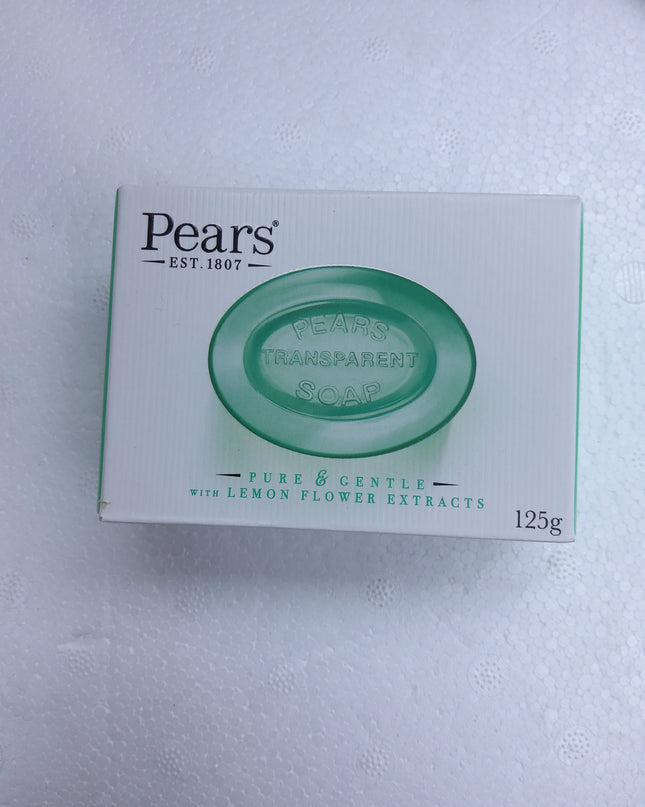 Pears®
EST. 1807
PEARS
TRANSPARENT
SOAP
PURE & GENTLE
WITH LEMON FLOWER EXTRACTS
125g